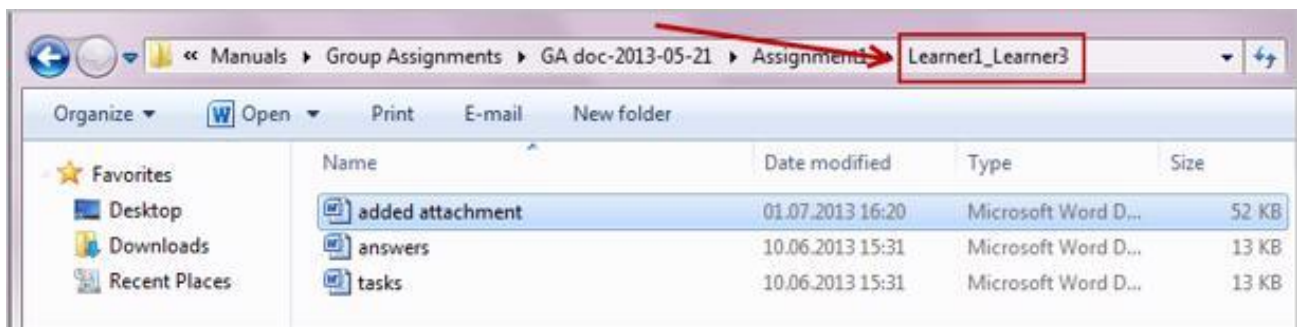 « Manuals ▸ Group Assignments ▸ GA doc-2013-05-21 ▸ Assignment1 ▸ Learner1_Learner3
Organize Open Print E-mail New folder
Favorites
Desktop
Downloads
Recent Places
Name Date modified Type Size
added attachment 01.07.2013 16:20 Microsoft Word D... 52 KB
answers 10.06.2013 15:31 Microsoft Word D... 13 KB
tasks 10.06.2013 15:31 Microsoft Word D... 13 KB